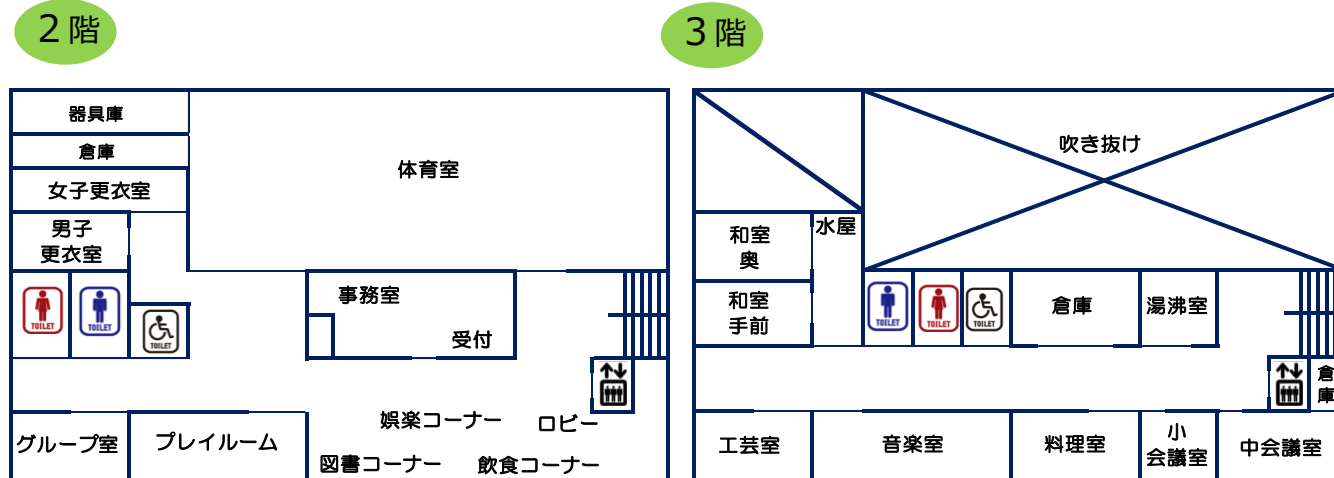 2階
器具庫
倉庫
女子更衣室
男子
更衣室
TOILET
TOILET
TOILET
体育室
事務室
受付
娯楽コーナー
ロビー
図書コーナー
飲食コーナー
グループ室
プレイルーム
3階
吹き抜け
水屋
和室
奥
和室
手前
TOILET
TOILET
TOILET
倉庫
湯沸室
倉
庫
工芸室
音楽室
料理室
小
会議室
中会議室